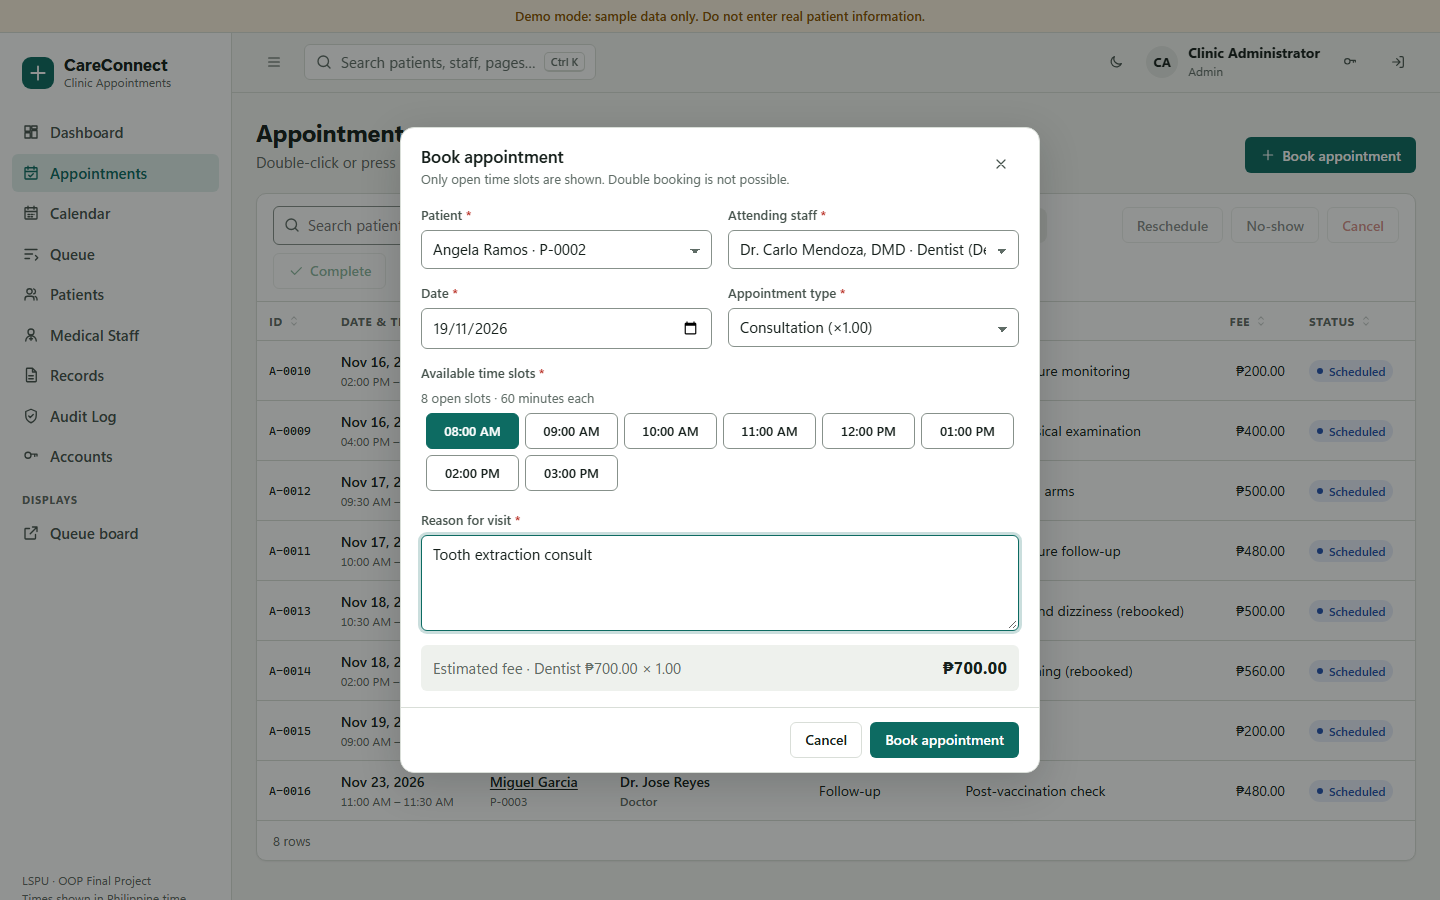 Demo mode: sample data only. Do not enter real patient information.
CareConnect
Clinic Appointments
Search patients, staff, pages...
Ctrl K
CA
Clinic Administrator
Admin
Dashboard
Appointments
Calendar
Queue
Patients
Medical Staff
Records
Audit Log
Accounts
DISPLAYS
Queue board
LSPU · OOP Final Project
Times shown in Philippine time
Appointment
Double-click or press
Book appointment
Search patient
Reschedule
No-show
Cancel
Complete
ID
DATE & T
FEE
STATUS
A-0010
Nov 16, 2
02:00 PM –
ure monitoring
₱200.00
Scheduled
A-0009
Nov 16, 2
04:00 PM –
ical examination
₱400.00
Scheduled
A-0012
Nov 17, 2
09:30 AM –
arms
₱500.00
Scheduled
A-0011
Nov 17, 2
10:00 AM –
ure follow-up
₱480.00
Scheduled
A-0013
Nov 18, 2
10:30 AM –
nd dizziness (rebooked)
₱500.00
Scheduled
A-0014
Nov 18, 2
02:00 PM –
ing (rebooked)
₱560.00
Scheduled
A-0015
Nov 19, 2
09:00 AM –
₱200.00
Scheduled
A-0016
Nov 23, 2026
11:00 AM – 11:30 AM
Miguel Garcia
P-0003
Dr. Jose Reyes
Doctor
Follow-up
Post-vaccination check
₱480.00
Scheduled
8 rows
Book appointment
Only open time slots are shown. Double booking is not possible.
Patient *
Angela Ramos · P-0002
Attending staff *
Dr. Carlo Mendoza, DMD · Dentist (De
Date *
19/11/2026
Appointment type *
Consultation (×1.00)
Available time slots *
8 open slots · 60 minutes each
08:00 AM
09:00 AM
10:00 AM
11:00 AM
12:00 PM
01:00 PM
02:00 PM
03:00 PM
Reason for visit *
Tooth extraction consult
Estimated fee · Dentist ₱700.00 × 1.00
₱700.00
Cancel
Book appointment